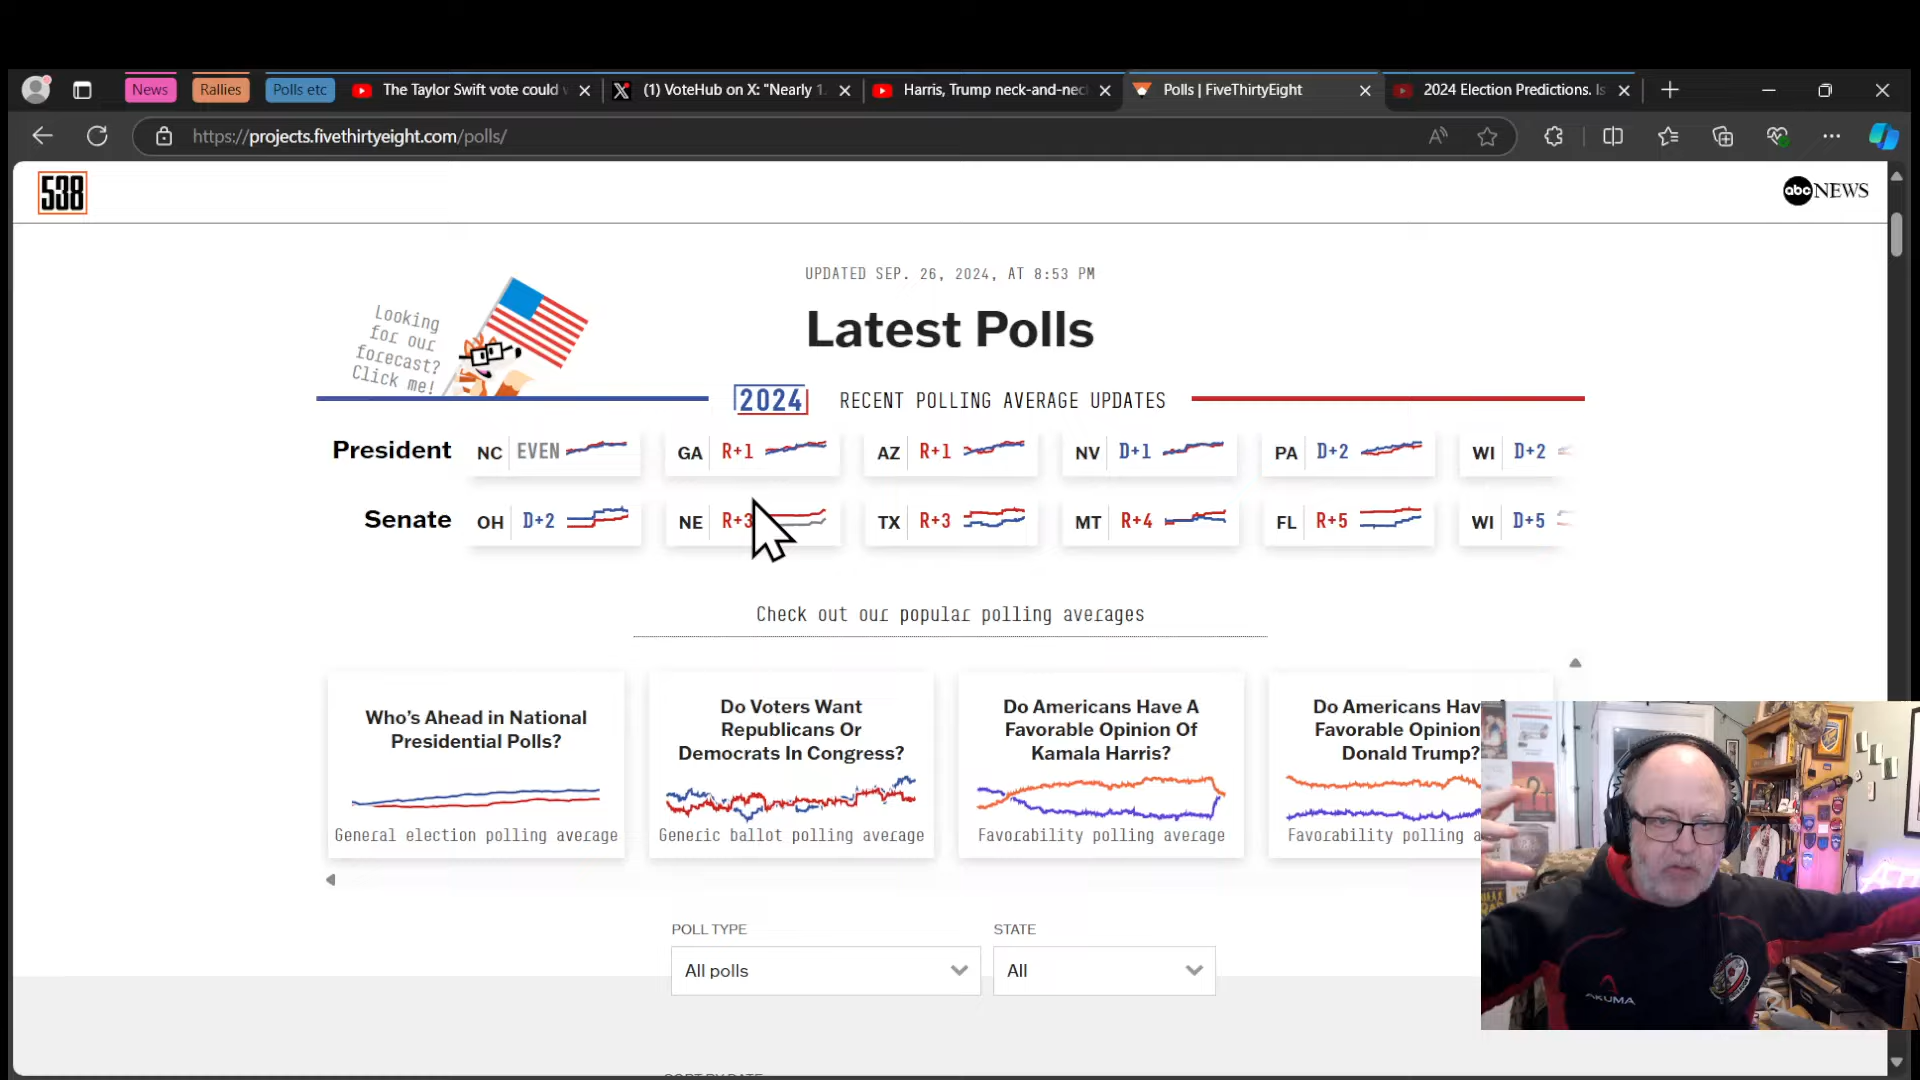 News
Rallies
Polls etc
The Taylor Swift vote could
(1) VoteHub on X: "Nearly 1
Harris, Trump neck-and-nec
Polls | FiveThirtyEight
2024 Election Predictions. Is
https://projects.fivethirtyeight.com/polls/
538
abc NEWS
UPDATED SEP. 26, 2024, AT 8:53 PM
Looking
for our
forecast?
Click me!
Latest Polls
2024 RECENT POLLING AVERAGE UPDATES
President NC EVEN GA R+1 AZ R+1 NV D+1 PA D+2 WI D+2
Senate OH D+2 NE R+3 TX R+3 MT R+4 FL R+5 WI D+5
Check out our popular polling averages
Who's Ahead in National
Presidential Polls?
General election polling average
Do Voters Want
Republicans Or
Democrats In Congress?
Generic ballot polling average
Do Americans Have A
Favorable Opinion Of
Kamala Harris?
Favorability polling average
Do Americans Hav
Favorable Opinion
Donald Trump?
Favorability polling a
POLL TYPE
All polls
STATE
All
AKUMA